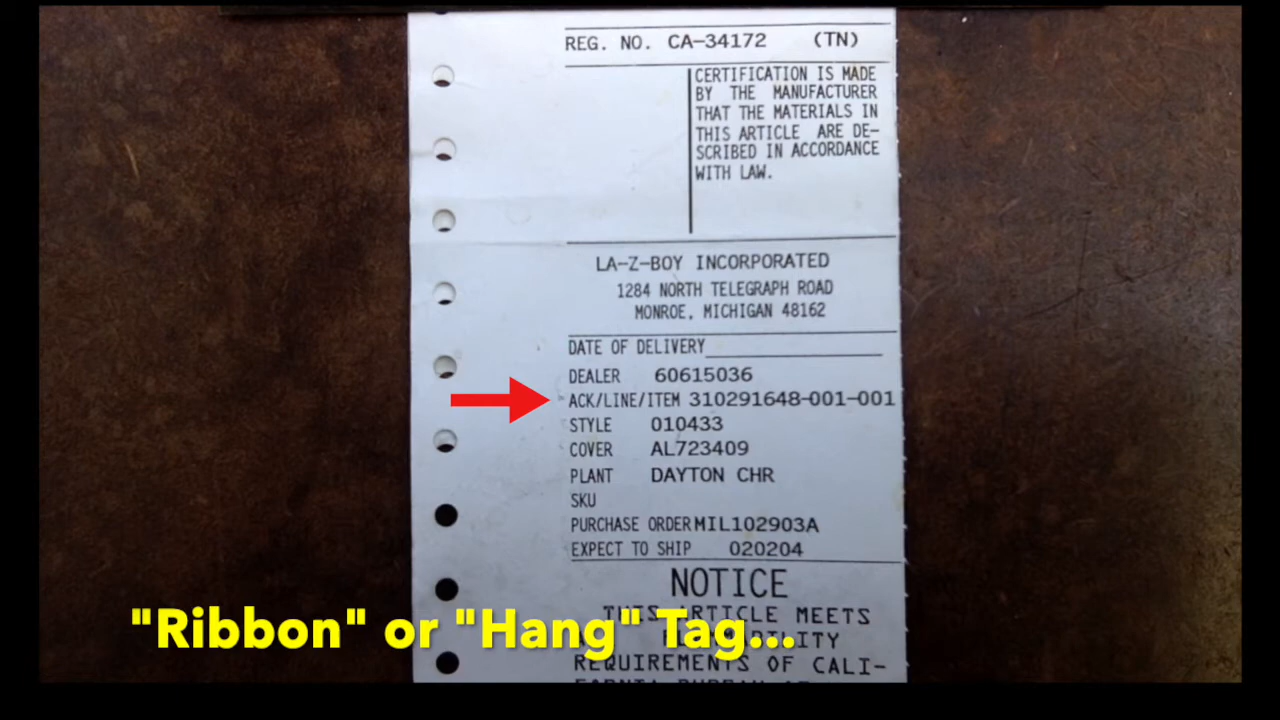 REG. NO. CA-34172 (TN)
CERTIFICATION IS MADE
BY THE MANUFACTURER
THAT THE MATERIALS IN
THIS ARTICLE ARE DE-
SCRIBED IN ACCORDANCE
WITH LAW.
LA-Z-BOY INCORPORATED
1284 NORTH TELEGRAPH ROAD
MONROE, MICHIGAN 48162
DATE OF DELIVERY
DEALER 60615036
ACK/LINE/ITEM 310291648-001-001
STYLE 010433
COVER AL723409
PLANT DAYTON CHR
SKU
PURCHASE ORDER MIL102903A
EXPECT TO SHIP 020204
NOTICE
THIS ARTICLE MEETS
"Ribbon" or "Hang" Tag...
REQUIREMENTS OF CALI-